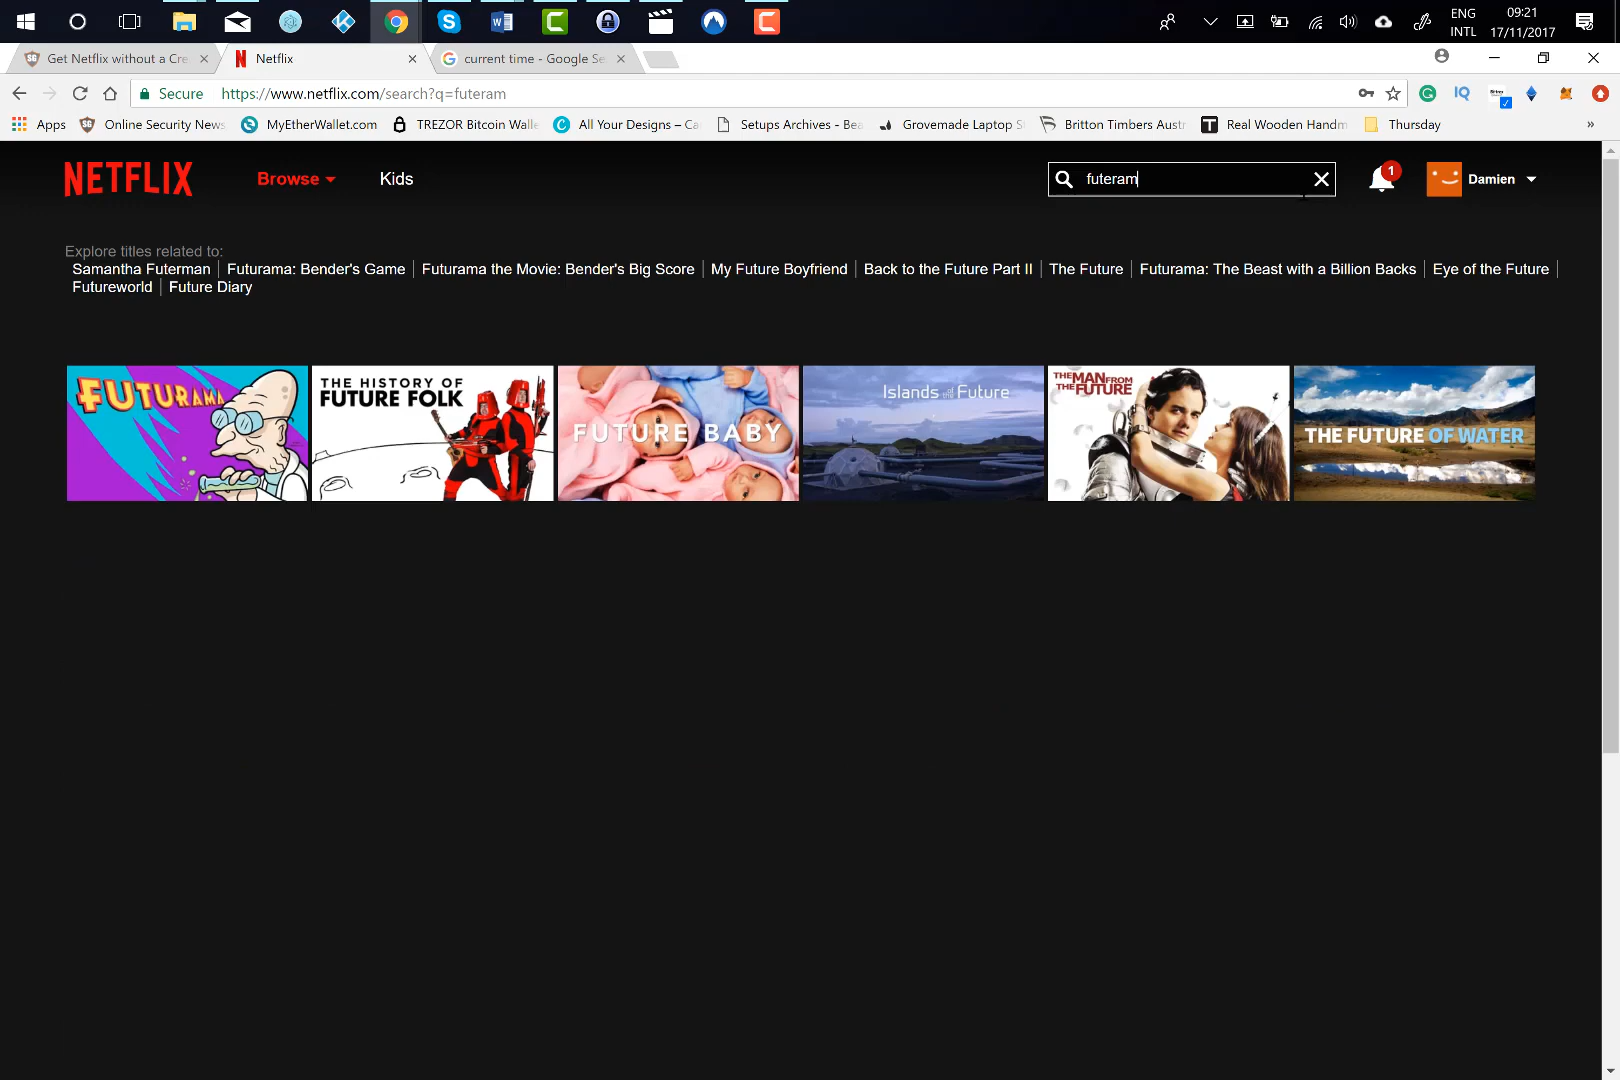 ENG
INTL
09:21
17/11/2017
Get Netflix without a Cre
Netflix
current time - Google Se
Secure
https://www.netflix.com/search?q=futeram
IQ
Apps
SG
Online Security News
MyEtherWallet.com
TREZOR Bitcoin Walle
All Your Designs – Ca
Setups Archives - Bea
Grovemade Laptop S
Britton Timbers Austr
T
Real Wooden Handm
Thursday
»
NETFLIX
Browse
Kids
futeram
1
Damien
Explore titles related to:
Samantha Futerman | Futurama: Bender's Game | Futurama the Movie: Bender's Big Score | My Future Boyfriend | Back to the Future Part II | The Future | Futurama: The Beast with a Billion Backs | Eye of the Future |
Futureworld | Future Diary
FUTURAMA
THE HISTORY OF
FUTURE FOLK
FUTURE BABY
Islands of the Future
THE MAN FROM
THE FUTURE
THE FUTURE OF WATER